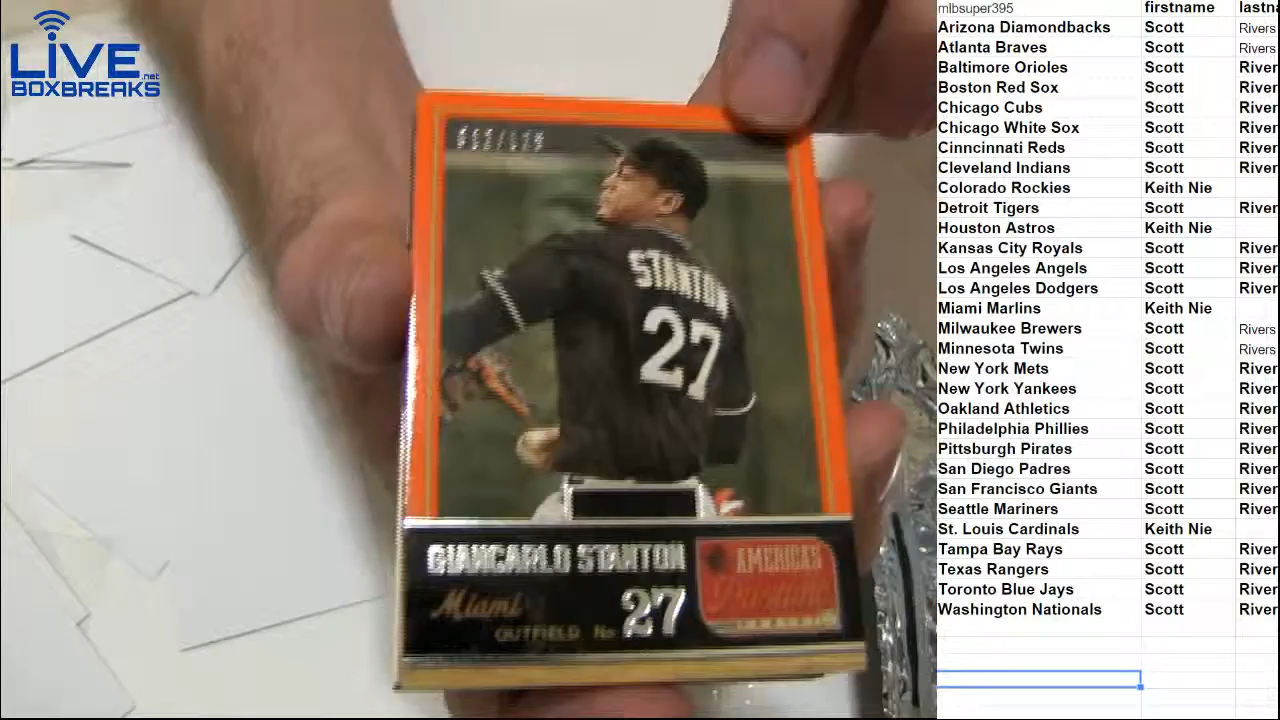 LIVE
.net
BOXBREAKS
STANTON
27
GIANCARLO STANTON
Miami
27
OUTFIELD No
AMERICAN
mlbsuper395 firstname lastna
Arizona Diamondbacks Scott Rivers
Atlanta Braves Scott Rivers
Baltimore Orioles Scott River
Boston Red Sox Scott River
Chicago Cubs Scott River
Chicago White Sox Scott River
Cinncinnati Reds Scott River
Cleveland Indians Scott River
Colorado Rockies Keith Nie
Detroit Tigers Scott River
Houston Astros Keith Nie
Kansas City Royals Scott River
Los Angeles Angels Scott River
Los Angeles Dodgers Scott River
Miami Marlins Keith Nie
Milwaukee Brewers Scott Rivers
Minnesota Twins Scott Rivers
New York Mets Scott River
New York Yankees Scott River
Oakland Athletics Scott River
Philadelphia Phillies Scott River
Pittsburgh Pirates Scott River
San Diego Padres Scott River
San Francisco Giants Scott River
Seattle Mariners Scott River
St. Louis Cardinals Keith Nie
Tampa Bay Rays Scott River
Texas Rangers Scott River
Toronto Blue Jays Scott River
Washington Nationals Scott River